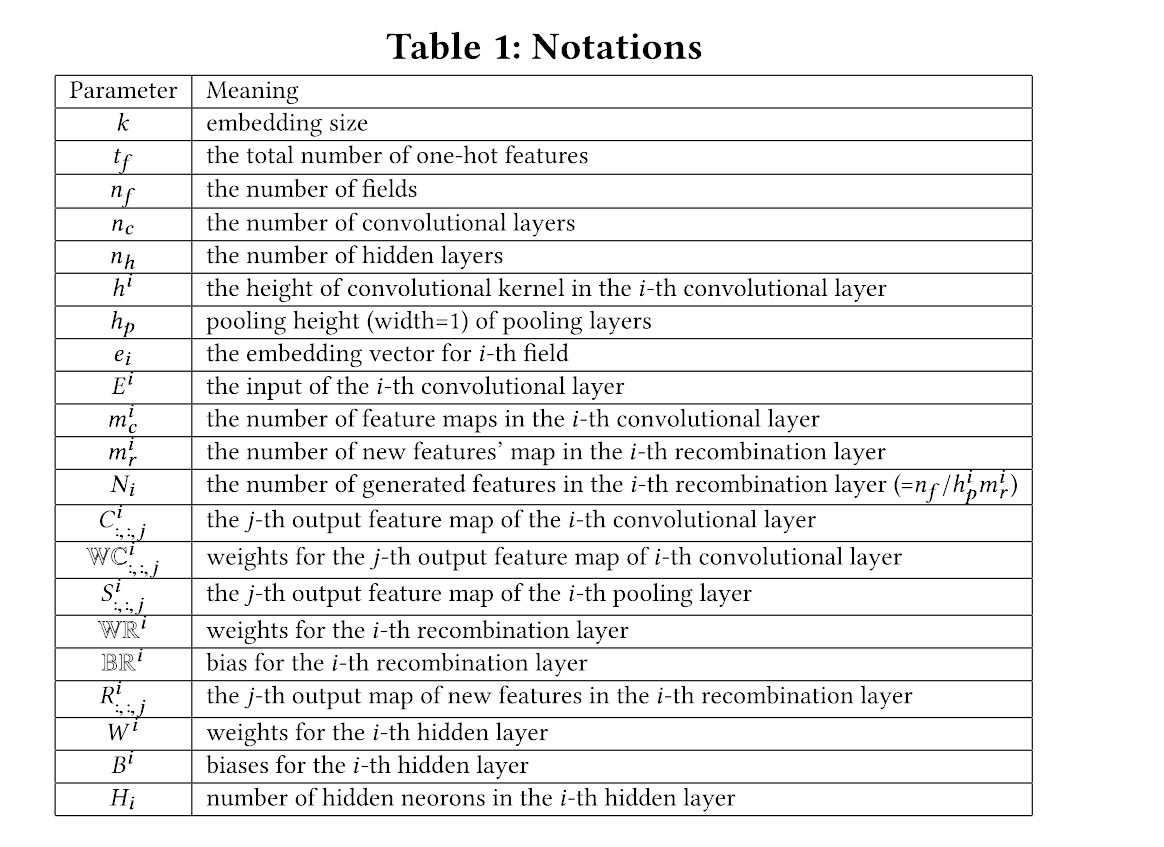 Table 1: Notations
Parameter Meaning
k embedding size
t_f the total number of one-hot features
n_f the number of fields
n_c the number of convolutional layers
n_h the number of hidden layers
h^i the height of convolutional kernel in the i-th convolutional layer
h_p pooling height (width=1) of pooling layers
e_i the embedding vector for i-th field
E^i the input of the i-th convolutional layer
m_c^i the number of feature maps in the i-th convolutional layer
m_r^i the number of new features’ map in the i-th recombination layer
N_i the number of generated features in the i-th recombination layer (=n_f/h_p^i m_r^i)
C^i_{:,:,j} the j-th output feature map of the i-th convolutional layer
𝕎ℂ^i_{:,:,j} weights for the j-th output feature map of i-th convolutional layer
S^i_{:,:,j} the j-th output feature map of the i-th pooling layer
𝕎ℝ^i weights for the i-th recombination layer
𝔹ℝ^i bias for the i-th recombination layer
R^i_{:,:,j} the j-th output map of new features in the i-th recombination layer
W^i weights for the i-th hidden layer
B^i biases for the i-th hidden layer
H_i number of hidden neorons in the i-th hidden layer